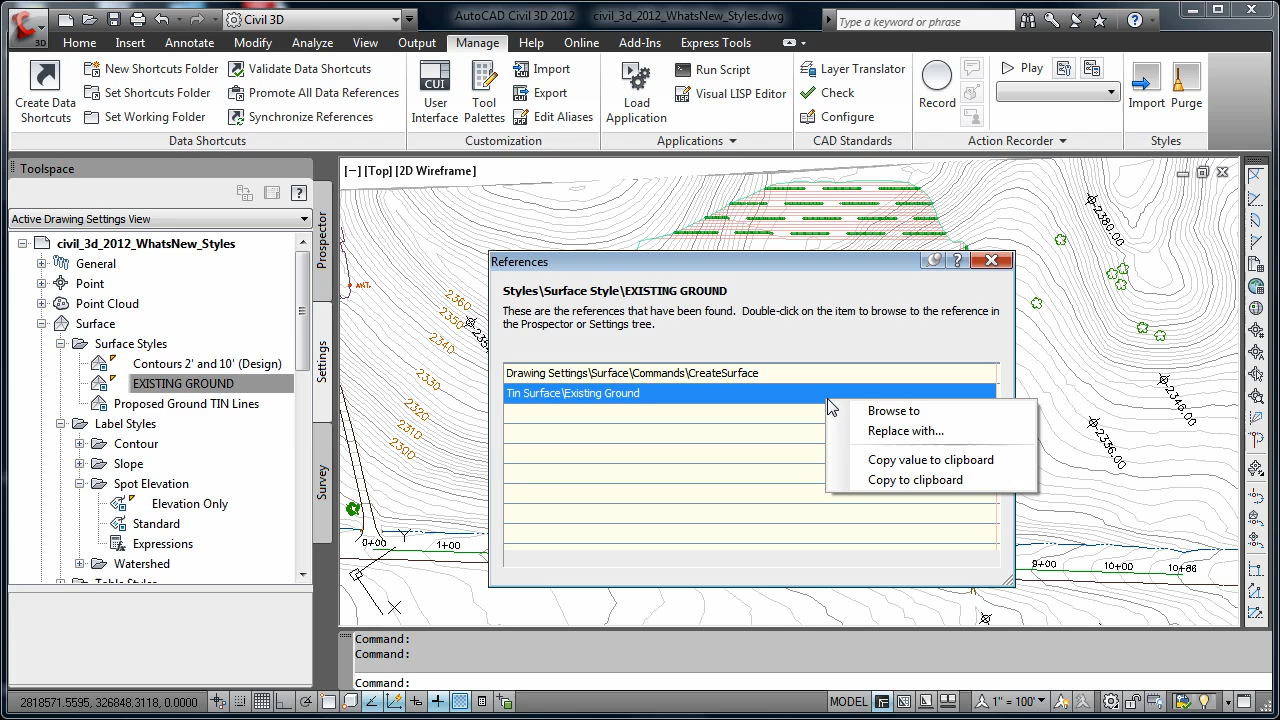 Civil 3D
AutoCAD Civil 3D 2012
civil_3d_2012_WhatsNew_Styles.dwg
Type a keyword or phrase
3D
Home Insert Annotate Modify Analyze View Output Manage Help Online Add-Ins Express Tools
Create Data Shortcuts
New Shortcuts Folder
Set Shortcuts Folder
Set Working Folder
Validate Data Shortcuts
Promote All Data References
Synchronize References
Data Shortcuts
CUI
User Interface
Tool Palettes
Import
Export
Edit Aliases
Customization
Load Application
Run Script
Visual LISP Editor
Applications
Layer Translator
Check
Configure
CAD Standards
Record
Play
Action Recorder
Import
Purge
Styles
Toolspace
Active Drawing Settings View
civil_3d_2012_WhatsNew_Styles
General
Point
Point Cloud
Surface
Surface Styles
Contours 2' and 10' (Design)
EXISTING GROUND
Proposed Ground TIN Lines
Label Styles
Contour
Slope
Spot Elevation
Elevation Only
Standard
Expressions
Watershed
Table Styles
Prospector
Settings
Survey
[−] [Top] [2D Wireframe]
ANT.
2360
2350
2340
2330
2320
2310
2300
2380.00
2346.00
2336.00
0+00
1+00
9+00
10+00
10+86
Y
X
References
Styles\Surface Style\EXISTING GROUND
These are the references that have been found. Double-click on the item to browse to the reference in
the Prospector or Settings tree.
Drawing Settings\Surface\Commands\CreateSurface
Tin Surface\Existing Ground
Browse to
Replace with...
Copy value to clipboard
Copy to clipboard
Command:
Command:
Command:
2818571.5595, 326848.3118, 0.0000
MODEL
1" = 100'